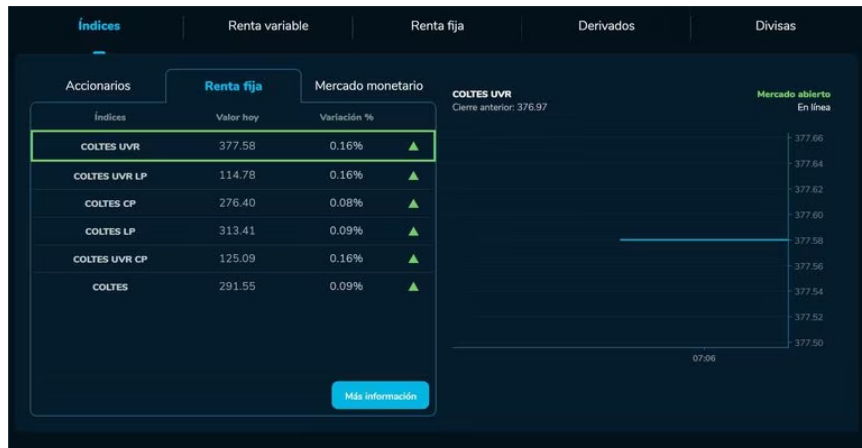 Índices Renta variable Renta fija Derivados Divisas
Accionarios Renta fija Mercado monetario
Índices Valor hoy Variación %
COLTES UVR 377.58 0.16%
COLTES UVR LP 114.78 0.16%
COLTES CP 276.40 0.08%
COLTES LP 313.41 0.09%
COLTES UVR CP 125.09 0.16%
COLTES 291.55 0.09%
Más información
COLTES UVR
Cierre anterior: 376.97
Mercado abierto
En línea
377.66
377.64
377.62
377.60
377.58
377.56
377.54
377.52
377.50
07:06